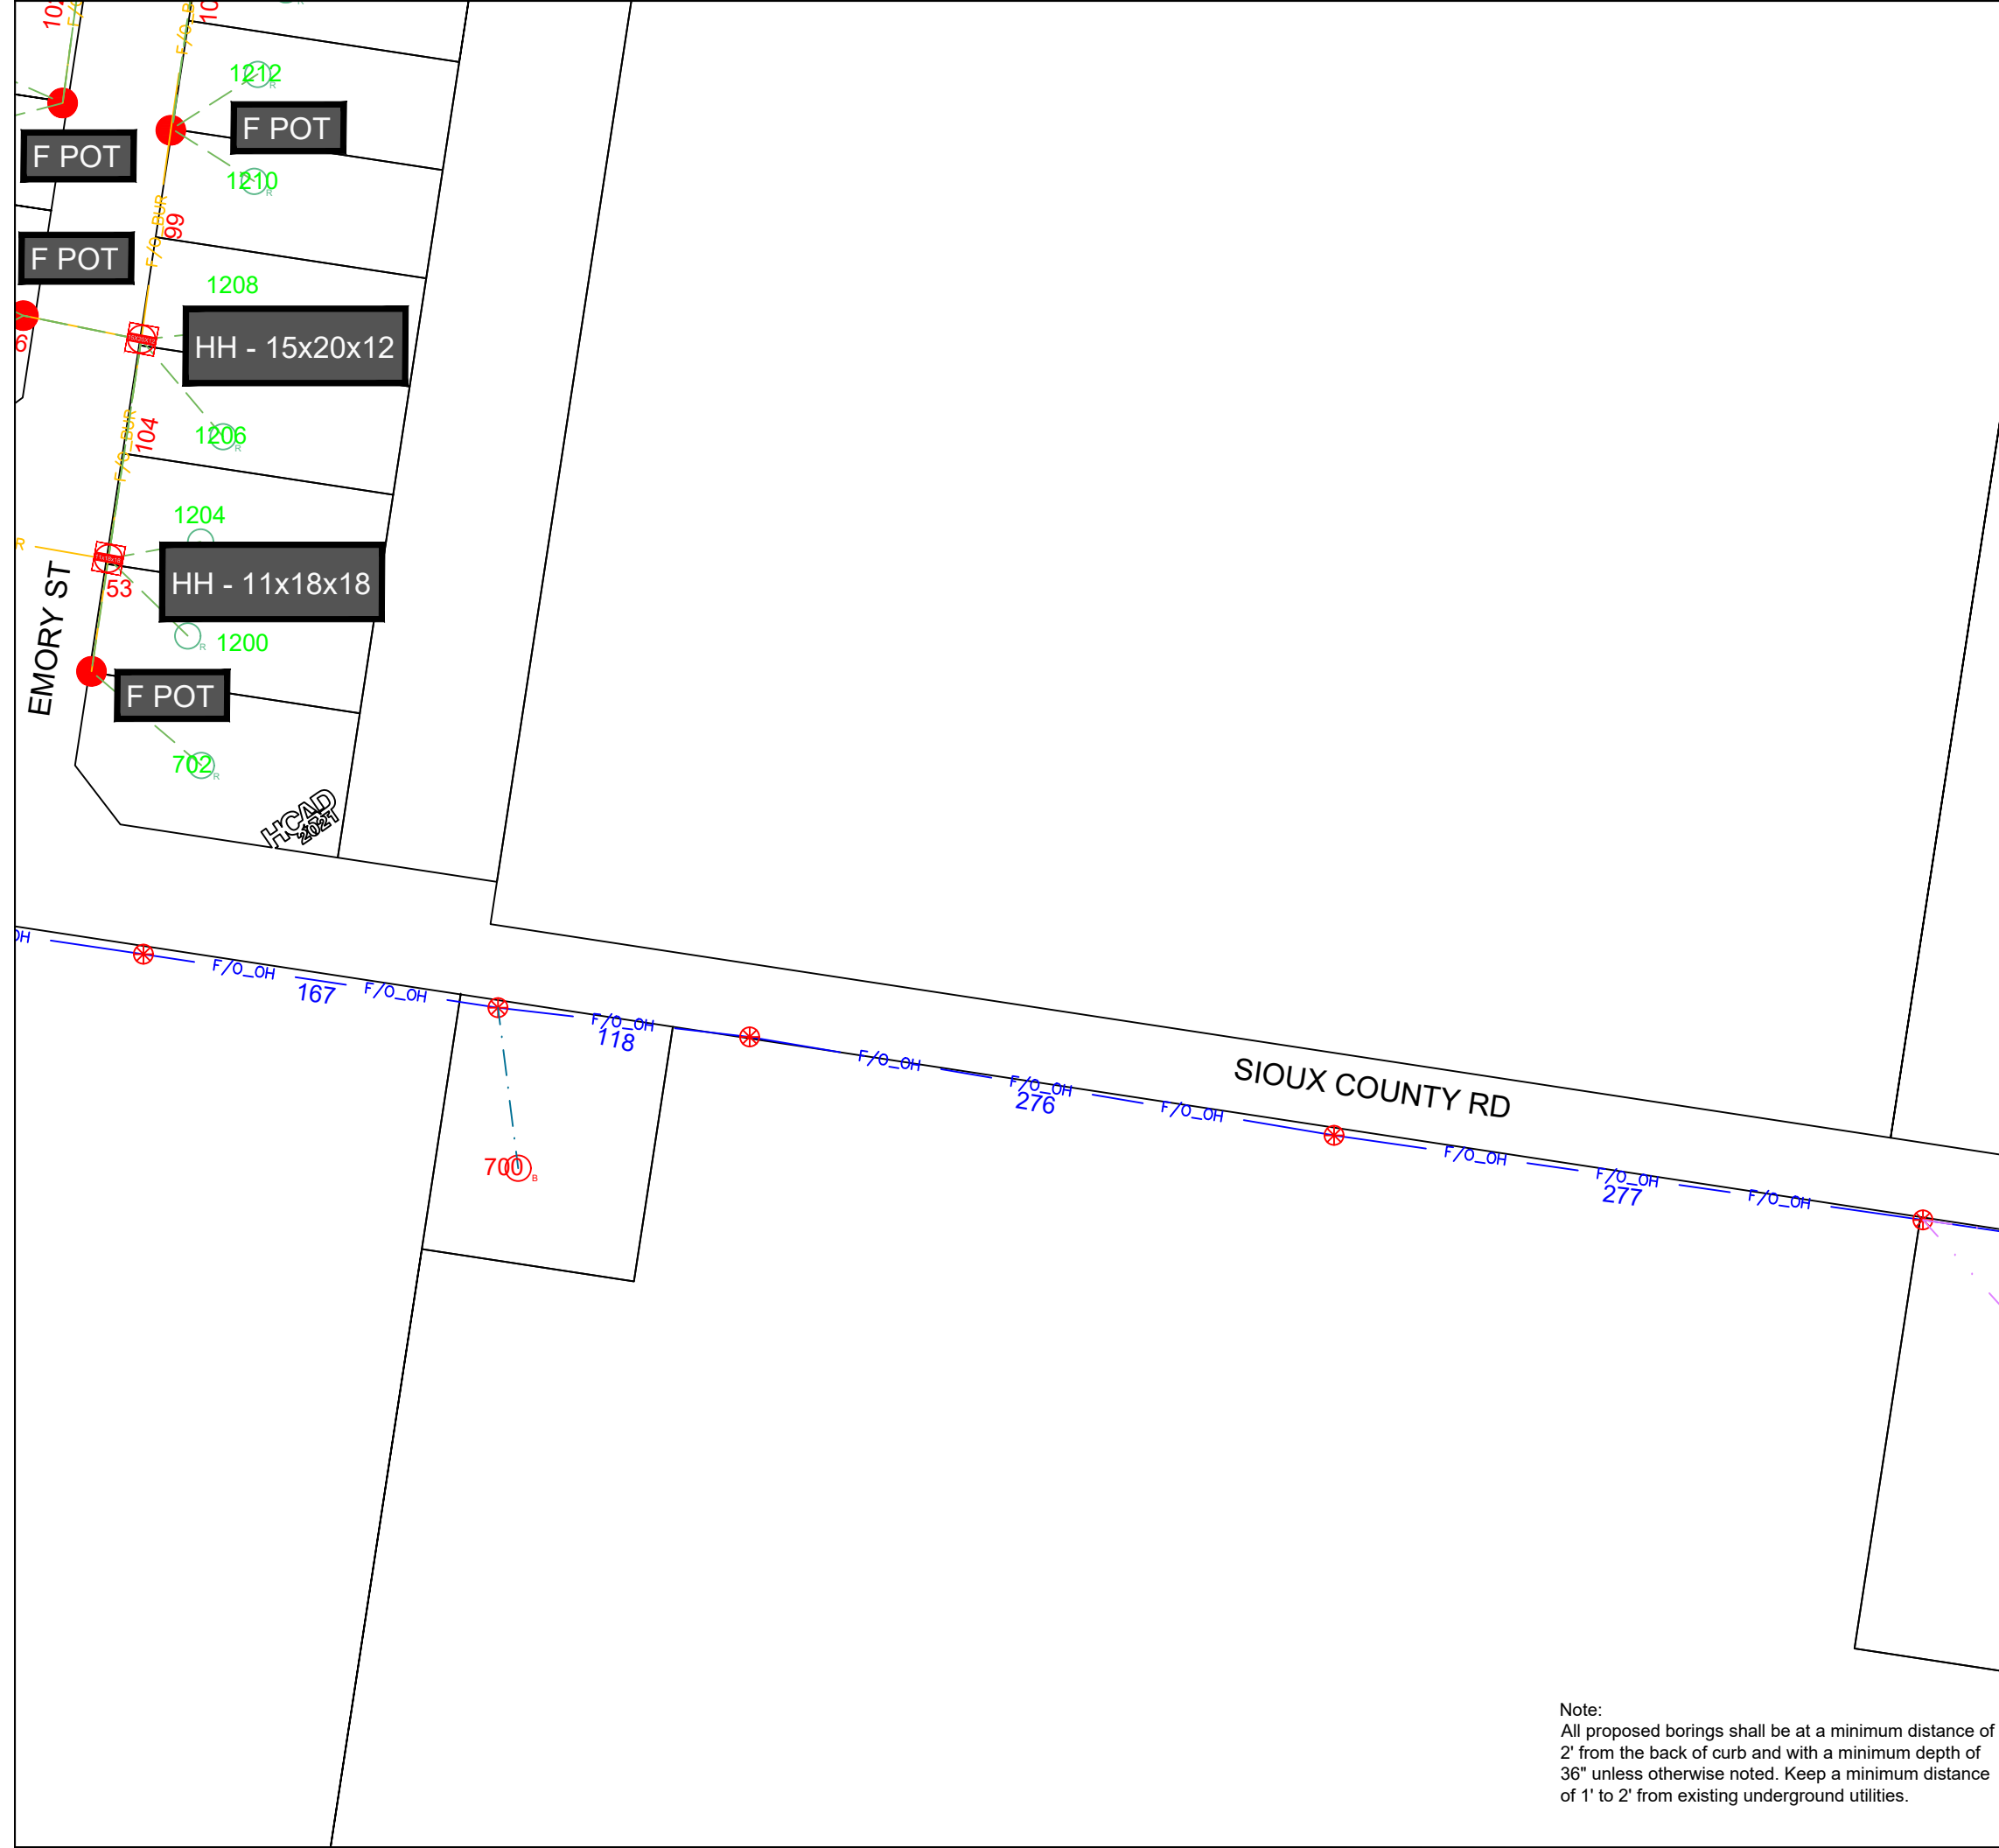 1212
F POT
F POT
1210
F/O_BUR
99
F POT
1208
HH - 15x20x12
1206
F/O_BUR
104
1204
HH - 11x18x18
53
EMORY ST
1200
F POT
702
HCAD
2021
F/O_OH
167
F/O_OH
F/O_OH
118
F/O_OH
F/O_OH
276
F/O_OH
SIOUX COUNTY RD
F/O_OH
F/O_OH
277
F/O_OH
700
B
Note:
All proposed borings shall be at a minimum distance of
2' from the back of curb and with a minimum depth of
36" unless otherwise noted. Keep a minimum distance
of 1' to 2' from existing underground utilities.